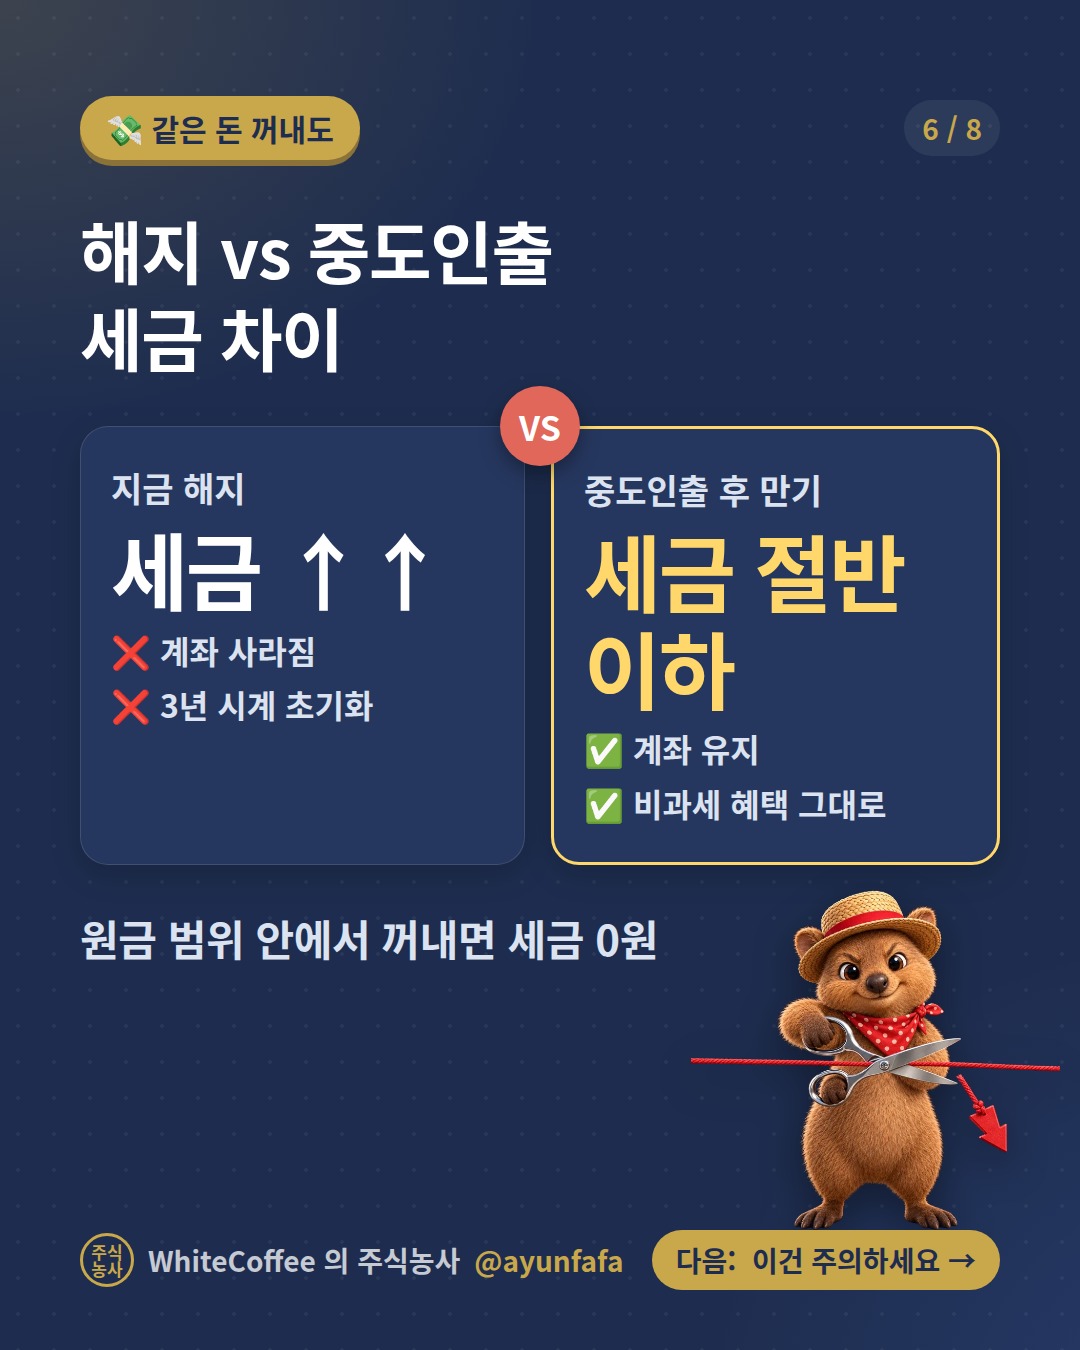 💸 같은 돈 꺼내도
6 / 8
해지 vs 중도인출
세금 차이
VS
지금 해지
세금 ↑↑
❌ 계좌 사라짐
❌ 3년 시계 초기화
중도인출 후 만기
세금 절반
이하
✅ 계좌 유지
✅ 비과세 혜택 그대로
원금 범위 안에서 꺼내면 세금 0원
주식
농사
WhiteCoffee 의 주식농사 @ayunfafa
다음: 이건 주의하세요 →